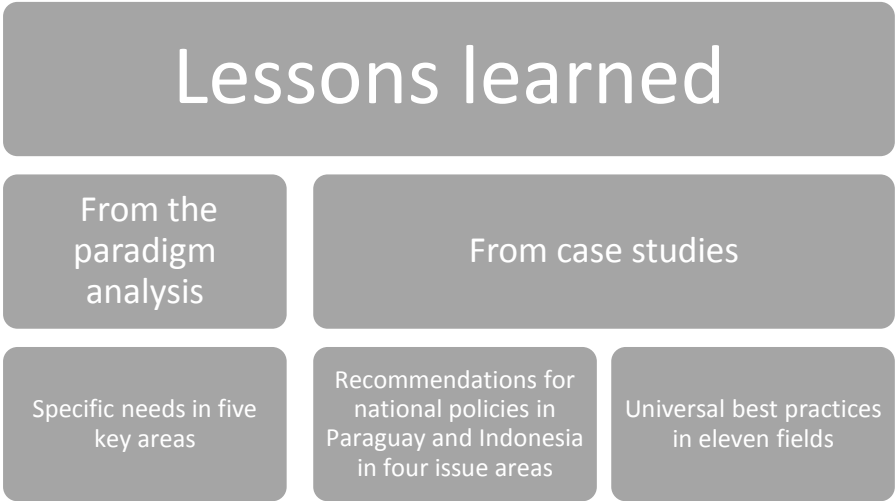 Lessons learned
From the
paradigm
analysis
From case studies
Specific needs in five
key areas
Recommendations for
national policies in
Paraguay and Indonesia
in four issue areas
Universal best practices
in eleven fields